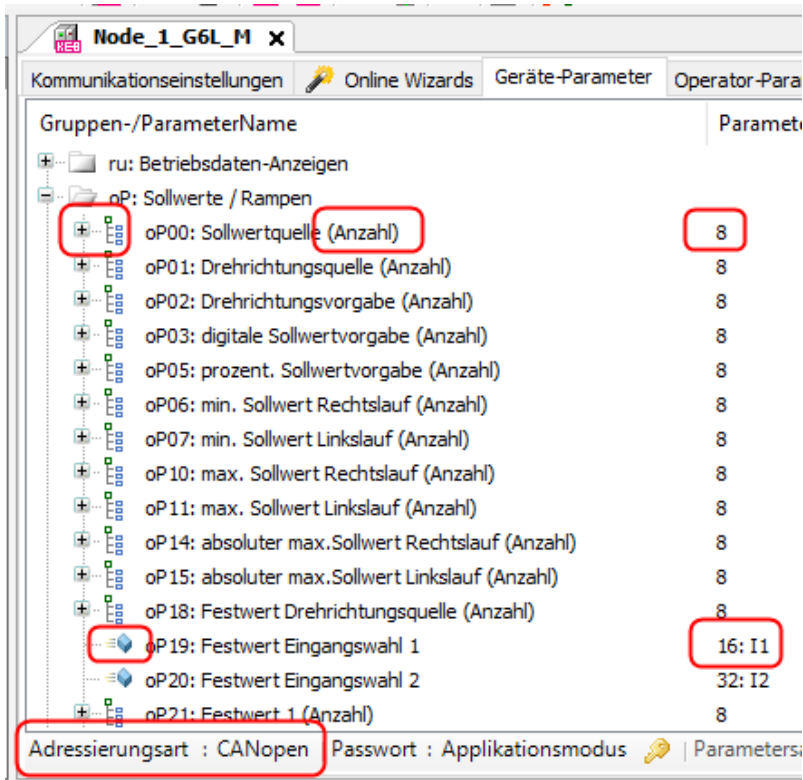 KEB Node_1_G6L_M X
Kommunikationseinstellungen Online Wizards Geräte-Parameter Operator-Para
Gruppen-/ParameterName Paramete
ru: Betriebsdaten-Anzeigen
oP: Sollwerte / Rampen
oP00: Sollwertquelle (Anzahl) 8
oP01: Drehrichtungsquelle (Anzahl) 8
oP02: Drehrichtungsvorgabe (Anzahl) 8
oP03: digitale Sollwertvorgabe (Anzahl) 8
oP05: prozent. Sollwertvorgabe (Anzahl) 8
oP06: min. Sollwert Rechtslauf (Anzahl) 8
oP07: min. Sollwert Linkslauf (Anzahl) 8
oP10: max. Sollwert Rechtslauf (Anzahl) 8
oP11: max. Sollwert Linkslauf (Anzahl) 8
oP14: absoluter max.Sollwert Rechtslauf (Anzahl) 8
oP15: absoluter max.Sollwert Linkslauf (Anzahl) 8
oP18: Festwert Drehrichtungsquelle (Anzahl) 8
oP19: Festwert Eingangswahl 1 16: I1
oP20: Festwert Eingangswahl 2 32: I2
oP21: Festwert 1 (Anzahl) 8
Adressierungsart : CANopen Passwort : Applikationsmodus | Parametersa